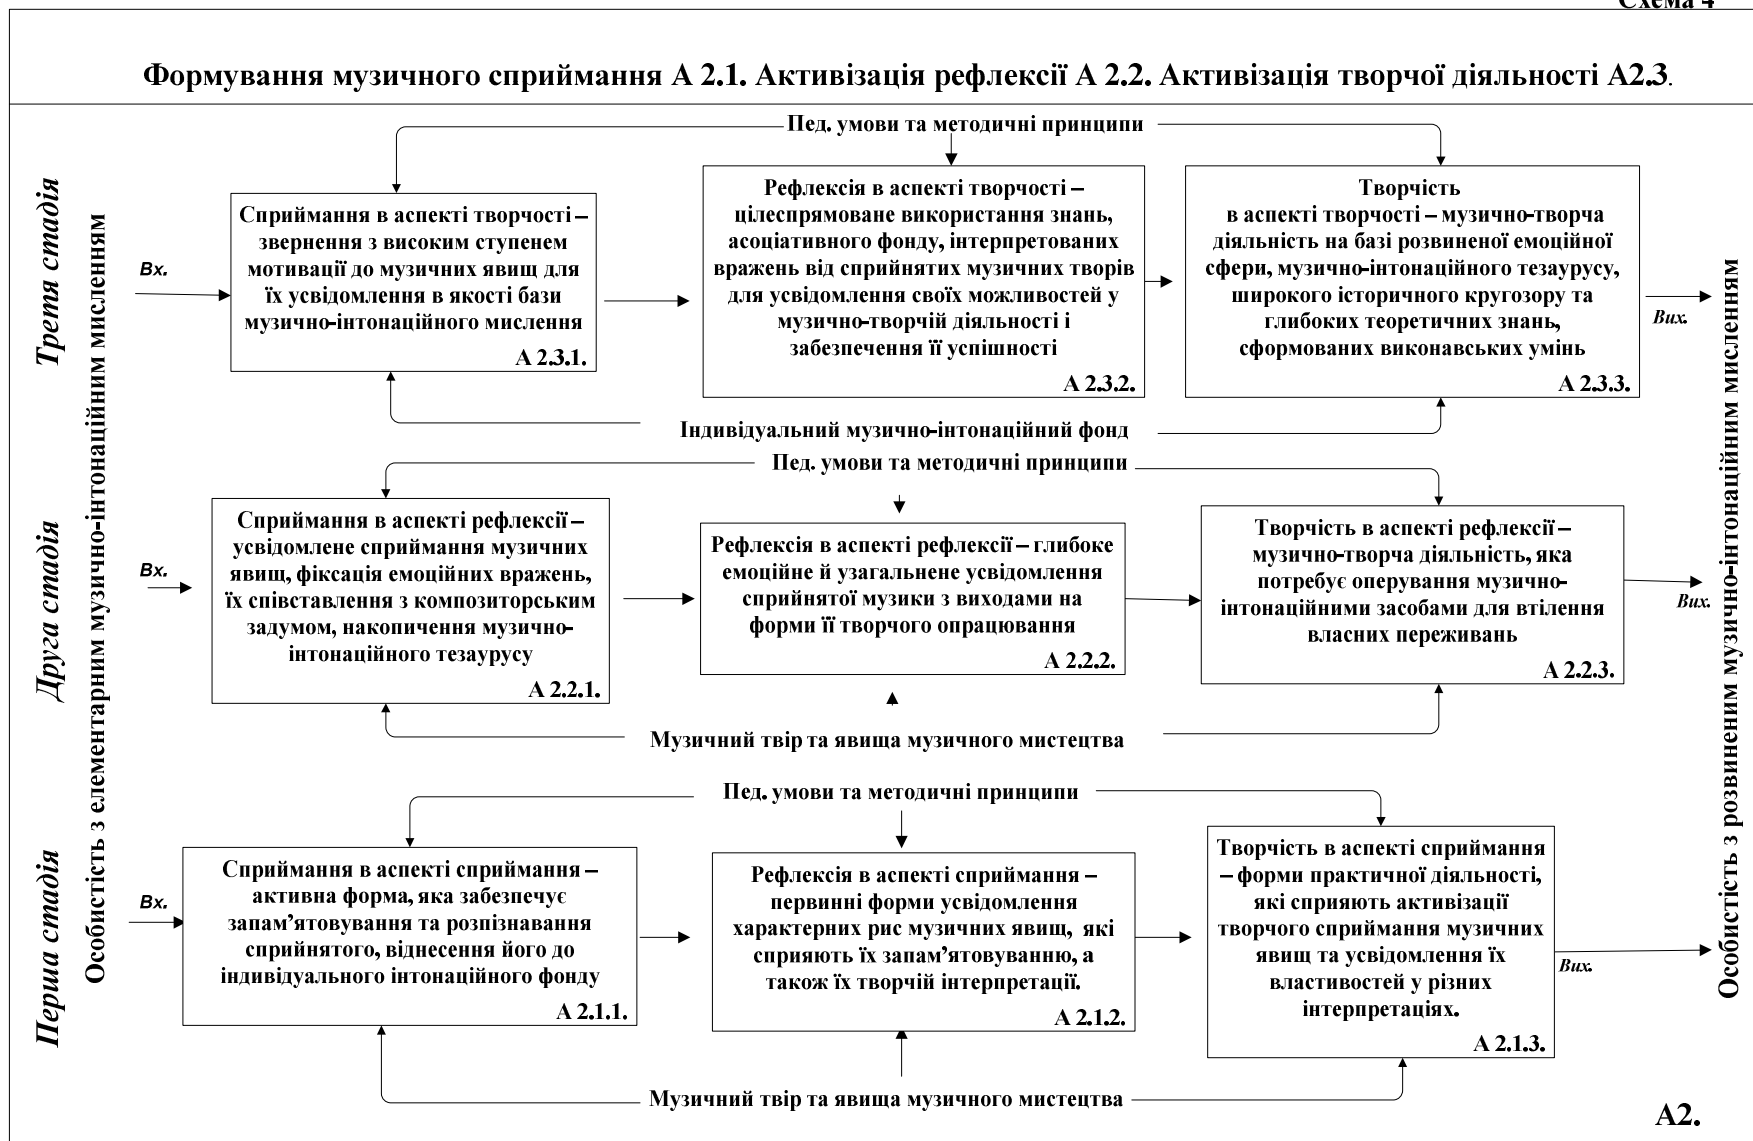 Схема 4
Формування музичного сприймання А 2.1. Активізація рефлексії А 2.2. Активізація творчої діяльності А2.3.
Особистість з елементарним музично-інтонаційним мисленням
Третя стадія
Пед. умови та методичні принципи
Вх.
Сприймання в аспекті творчості –
звернення з високим ступенем
мотивації до музичних явищ для
їх усвідомлення в якості бази
музично-інтонаційного мислення
А 2.3.1.
Рефлексія в аспекті творчості –
цілеспрямоване використання знань,
асоціативного фонду, інтерпретованих
вражень від сприйнятих музичних творів
для усвідомлення своїх можливостей у
музично-творчій діяльності і
забезпечення її успішності
А 2.3.2.
Творчість
в аспекті творчості – музично-творча
діяльність на базі розвиненої емоційної
сфери, музично-інтонаційного тезаурусу,
широкого історичного кругозору та
глибоких теоретичних знань,
сформованих виконавських умінь
А 2.3.3.
Вих.
Індивідуальний музично-інтонаційний фонд
Друга стадія
Пед. умови та методичні принципи
Вх.
Сприймання в аспекті рефлексії –
усвідомлене сприймання музичних
явищ, фіксація емоційних вражень,
їх співставлення з композиторським
задумом, накопичення музично-
інтонаційного тезаурусу
А 2.2.1.
Рефлексія в аспекті рефлексії – глибоке
емоційне й узагальнене усвідомлення
сприйнятої музики з виходами на
форми її творчого опрацювання
А 2.2.2.
Творчість в аспекті рефлексії –
музично-творча діяльність, яка
потребує оперування музично-
інтонаційними засобами для втілення
власних переживань
А 2.2.3.
Вих.
Музичний твір та явища музичного мистецтва
Перша стадія
Пед. умови та методичні принципи
Вх.
Сприймання в аспекті сприймання –
активна форма, яка забезпечує
запам’ятовування та розпізнавання
сприйнятого, віднесення його до
індивідуального інтонаційного фонду
А 2.1.1.
Рефлексія в аспекті сприймання –
первинні форми усвідомлення
характерних рис музичних явищ, які
сприяють їх запам’ятовуванню, а
також їх творчій інтерпретації.
А 2.1.2.
Творчість в аспекті сприймання
– форми практичної діяльності,
які сприяють активізації
творчого сприймання музичних
явищ та усвідомлення їх
властивостей у різних
інтерпретаціях.
А 2.1.3.
Вих.
Музичний твір та явища музичного мистецтва
Особистість з розвиненим музично-інтонаційним мисленням
А2.